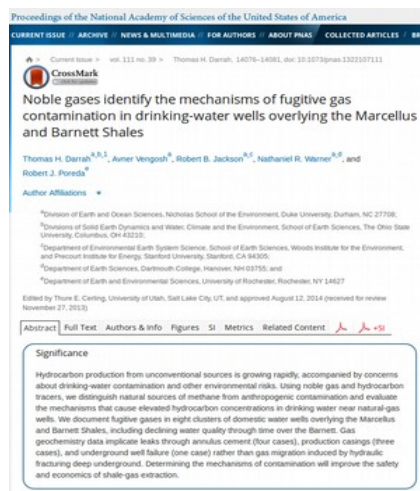 Proceedings of the National Academy of Sciences of the United States of America
CURRENT ISSUE // ARCHIVE // NEWS & MULTIMEDIA // FOR AUTHORS // ABOUT PNAS COLLECTED ARTICLES / BR
> Current Issue > vol. 111 no. 39 > Thomas H. Darrah, 14076–14081, doi: 10.1073/pnas.1322107111
CrossMark
Noble gases identify the mechanisms of fugitive gas
contamination in drinking-water wells overlying the Marcellus
and Barnett Shales
Thomas H. Darrah a,b,1, Avner Vengosh a, Robert B. Jackson a,c, Nathaniel R. Warner a,d, and
Robert J. Poreda e
Author Affiliations
a Division of Earth and Ocean Sciences, Nicholas School of the Environment, Duke University, Durham, NC 27708;
b Divisions of Solid Earth Dynamics and Water, Climate and the Environment, School of Earth Sciences, The Ohio State
University, Columbus, OH 43210;
c Department of Environmental Earth System Science, School of Earth Sciences, Woods Institute for the Environment,
and Precourt Institute for Energy, Stanford University, Stanford, CA 94305;
d Department of Earth Sciences, Dartmouth College, Hanover, NH 03755; and
e Department of Earth and Environmental Sciences, University of Rochester, Rochester, NY 14627
Edited by Thure E. Cerling, University of Utah, Salt Lake City, UT, and approved August 12, 2014 (received for review
November 27, 2013)
Abstract Full Text Authors & Info Figures SI Metrics Related Content +SI
Significance
Hydrocarbon production from unconventional sources is growing rapidly, accompanied by concerns
about drinking-water contamination and other environmental risks. Using noble gas and hydrocarbon
tracers, we distinguish natural sources of methane from anthropogenic contamination and evaluate
the mechanisms that cause elevated hydrocarbon concentrations in drinking water near natural-gas
wells. We document fugitive gases in eight clusters of domestic water wells overlying the Marcellus
and Barnett Shales, including declining water quality through time over the Barnett. Gas
geochemistry data implicate leaks through annulus cement (four cases), production casings (three
cases), and underground well failure (one case) rather than gas migration induced by hydraulic
fracturing deep underground. Determining the mechanisms of contamination will improve the safety
and economics of shale-gas extraction.